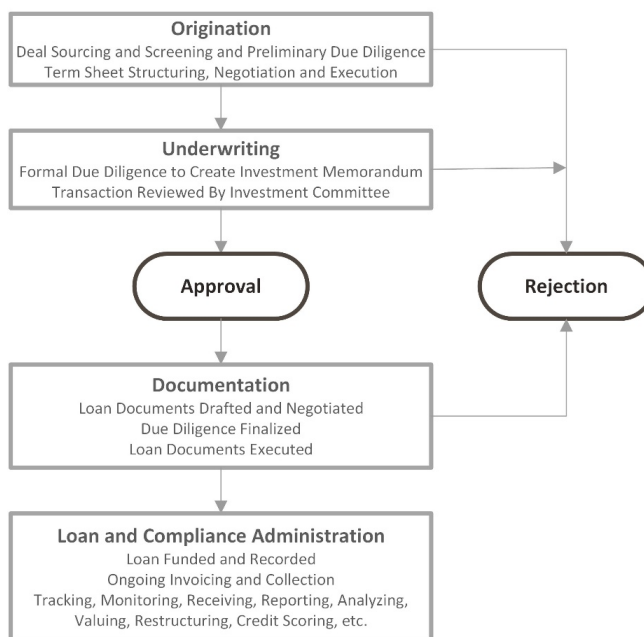 Origination
Deal Sourcing and Screening and Preliminary Due Diligence
Term Sheet Structuring, Negotiation and Execution
Underwriting
Formal Due Diligence to Create Investment Memorandum
Transaction Reviewed By Investment Committee
Approval
Rejection
Documentation
Loan Documents Drafted and Negotiated
Due Diligence Finalized
Loan Documents Executed
Loan and Compliance Administration
Loan Funded and Recorded
Ongoing Invoicing and Collection
Tracking, Monitoring, Receiving, Reporting, Analyzing,
Valuing, Restructuring, Credit Scoring, etc.